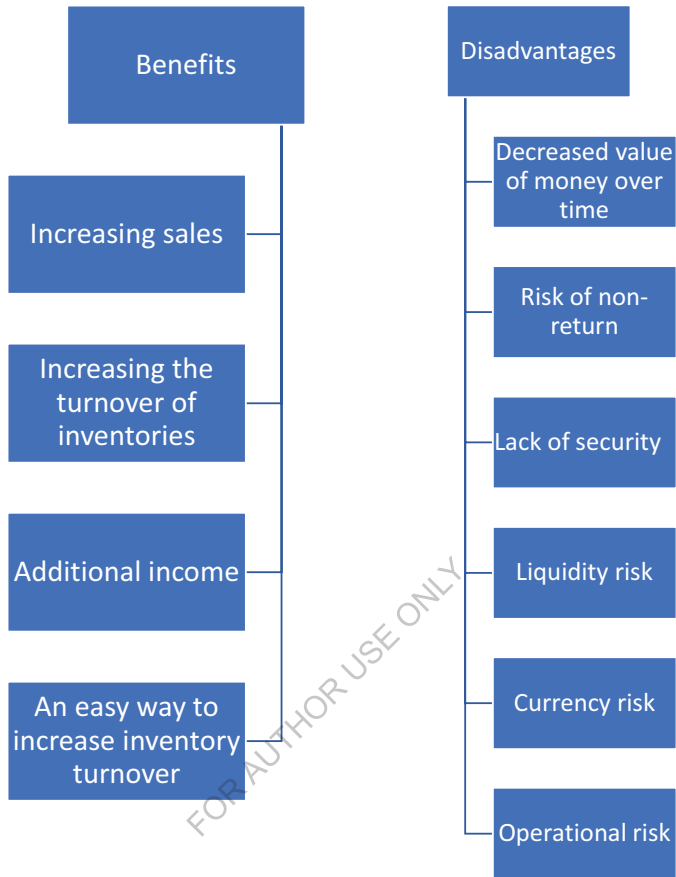 Benefits
Increasing sales
Increasing the
turnover of
inventories
Additional income
An easy way to
increase inventory
turnover
Disadvantages
Decreased value
of money over
time
Risk of non-
return
Lack of security
Liquidity risk
Currency risk
Operational risk
FOR AUTHOR USE ONLY